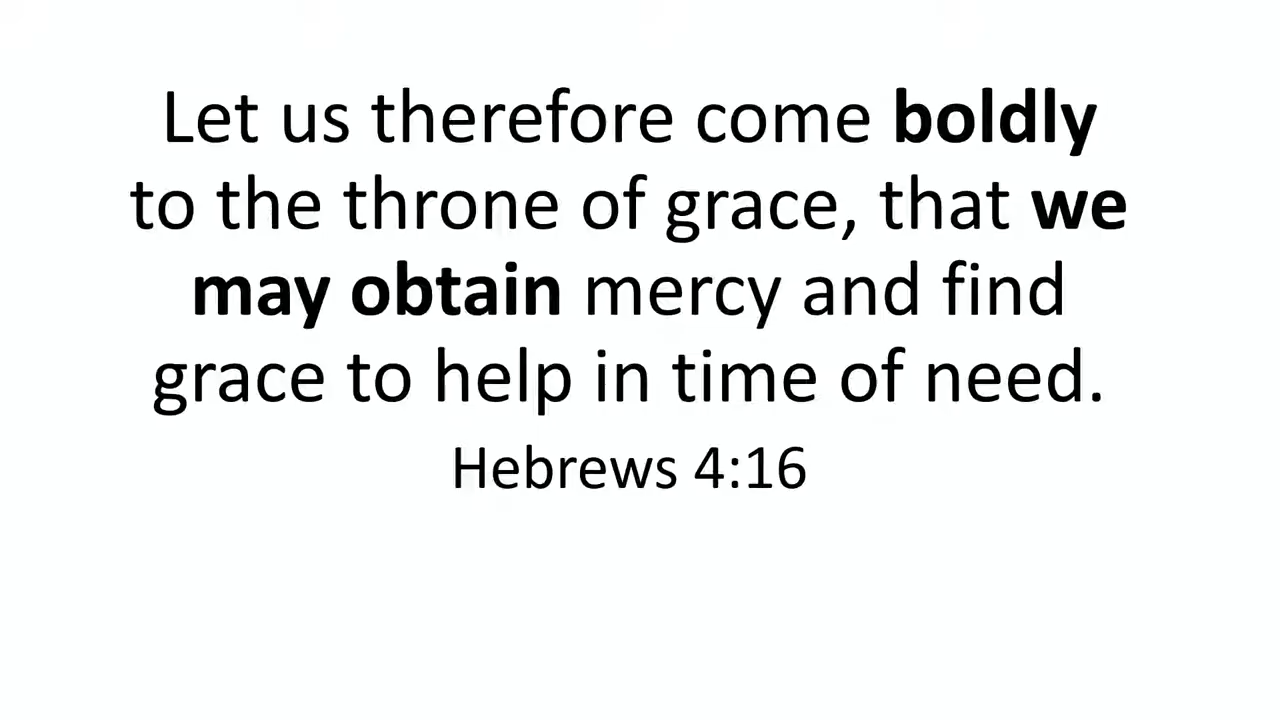 Let us therefore come boldly
to the throne of grace, that we
may obtain mercy and find
grace to help in time of need.
Hebrews 4:16